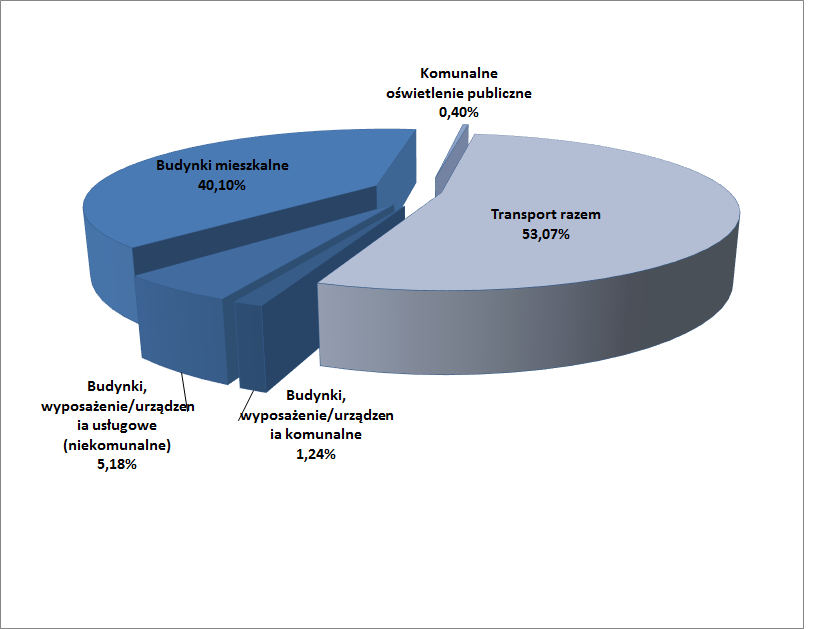 Komunalne
oświetlenie publiczne
0,40%
Budynki mieszkalne
40,10%
Transport razem
53,07%
Budynki,
wyposażenie/urządzen
ia usługowe
(niekomunalne)
5,18%
Budynki,
wyposażenie/urządzen
ia komunalne
1,24%